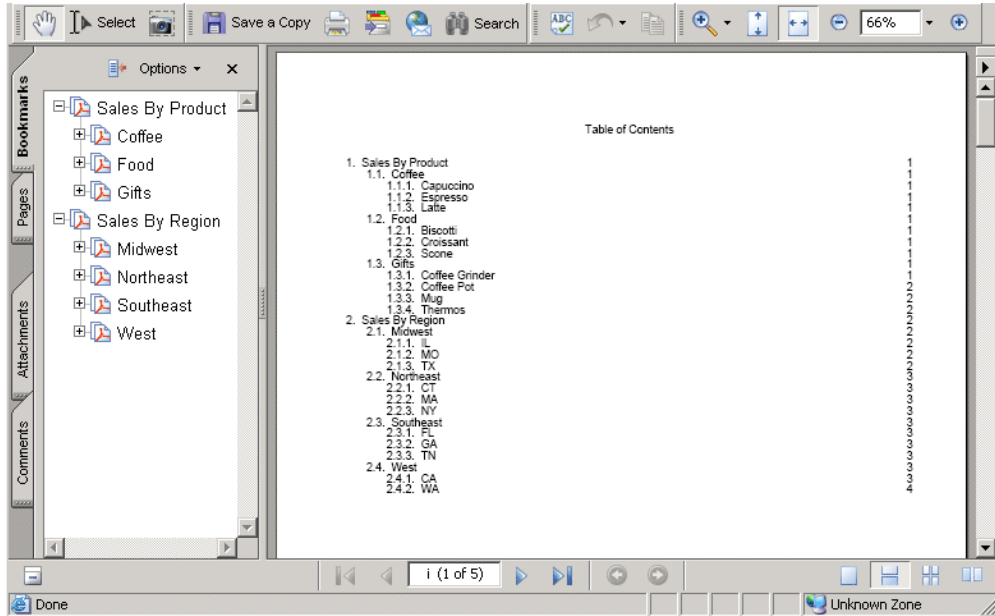 Select Save a Copy Search 66%
Options
Bookmarks
Pages
Attachments
Comments
Sales By Product
Coffee
Food
Gifts
Sales By Region
Midwest
Northeast
Southeast
West
Table of Contents
1. Sales By Product 1
1.1. Coffee 1
1.1.1. Capuccino 1
1.1.2. Espresso 1
1.1.3. Latte 1
1.2. Food 1
1.2.1. Biscotti 1
1.2.2. Croissant 1
1.2.3. Scone 1
1.3. Gifts 1
1.3.1. Coffee Grinder 1
1.3.2. Coffee Pot 2
1.3.3. Mug 2
1.3.4. Thermos 2
2. Sales By Region 2
2.1. Midwest 2
2.1.1. IL 2
2.1.2. MO 2
2.1.3. TX 2
2.2. Northeast 3
2.2.1. CT 3
2.2.2. MA 3
2.2.3. NY 3
2.3. Southeast 3
2.3.1. FL 3
2.3.2. GA 3
2.3.3. TN 3
2.4. West 3
2.4.1. CA 3
2.4.2. WA 4
i (1 of 5)
Done Unknown Zone